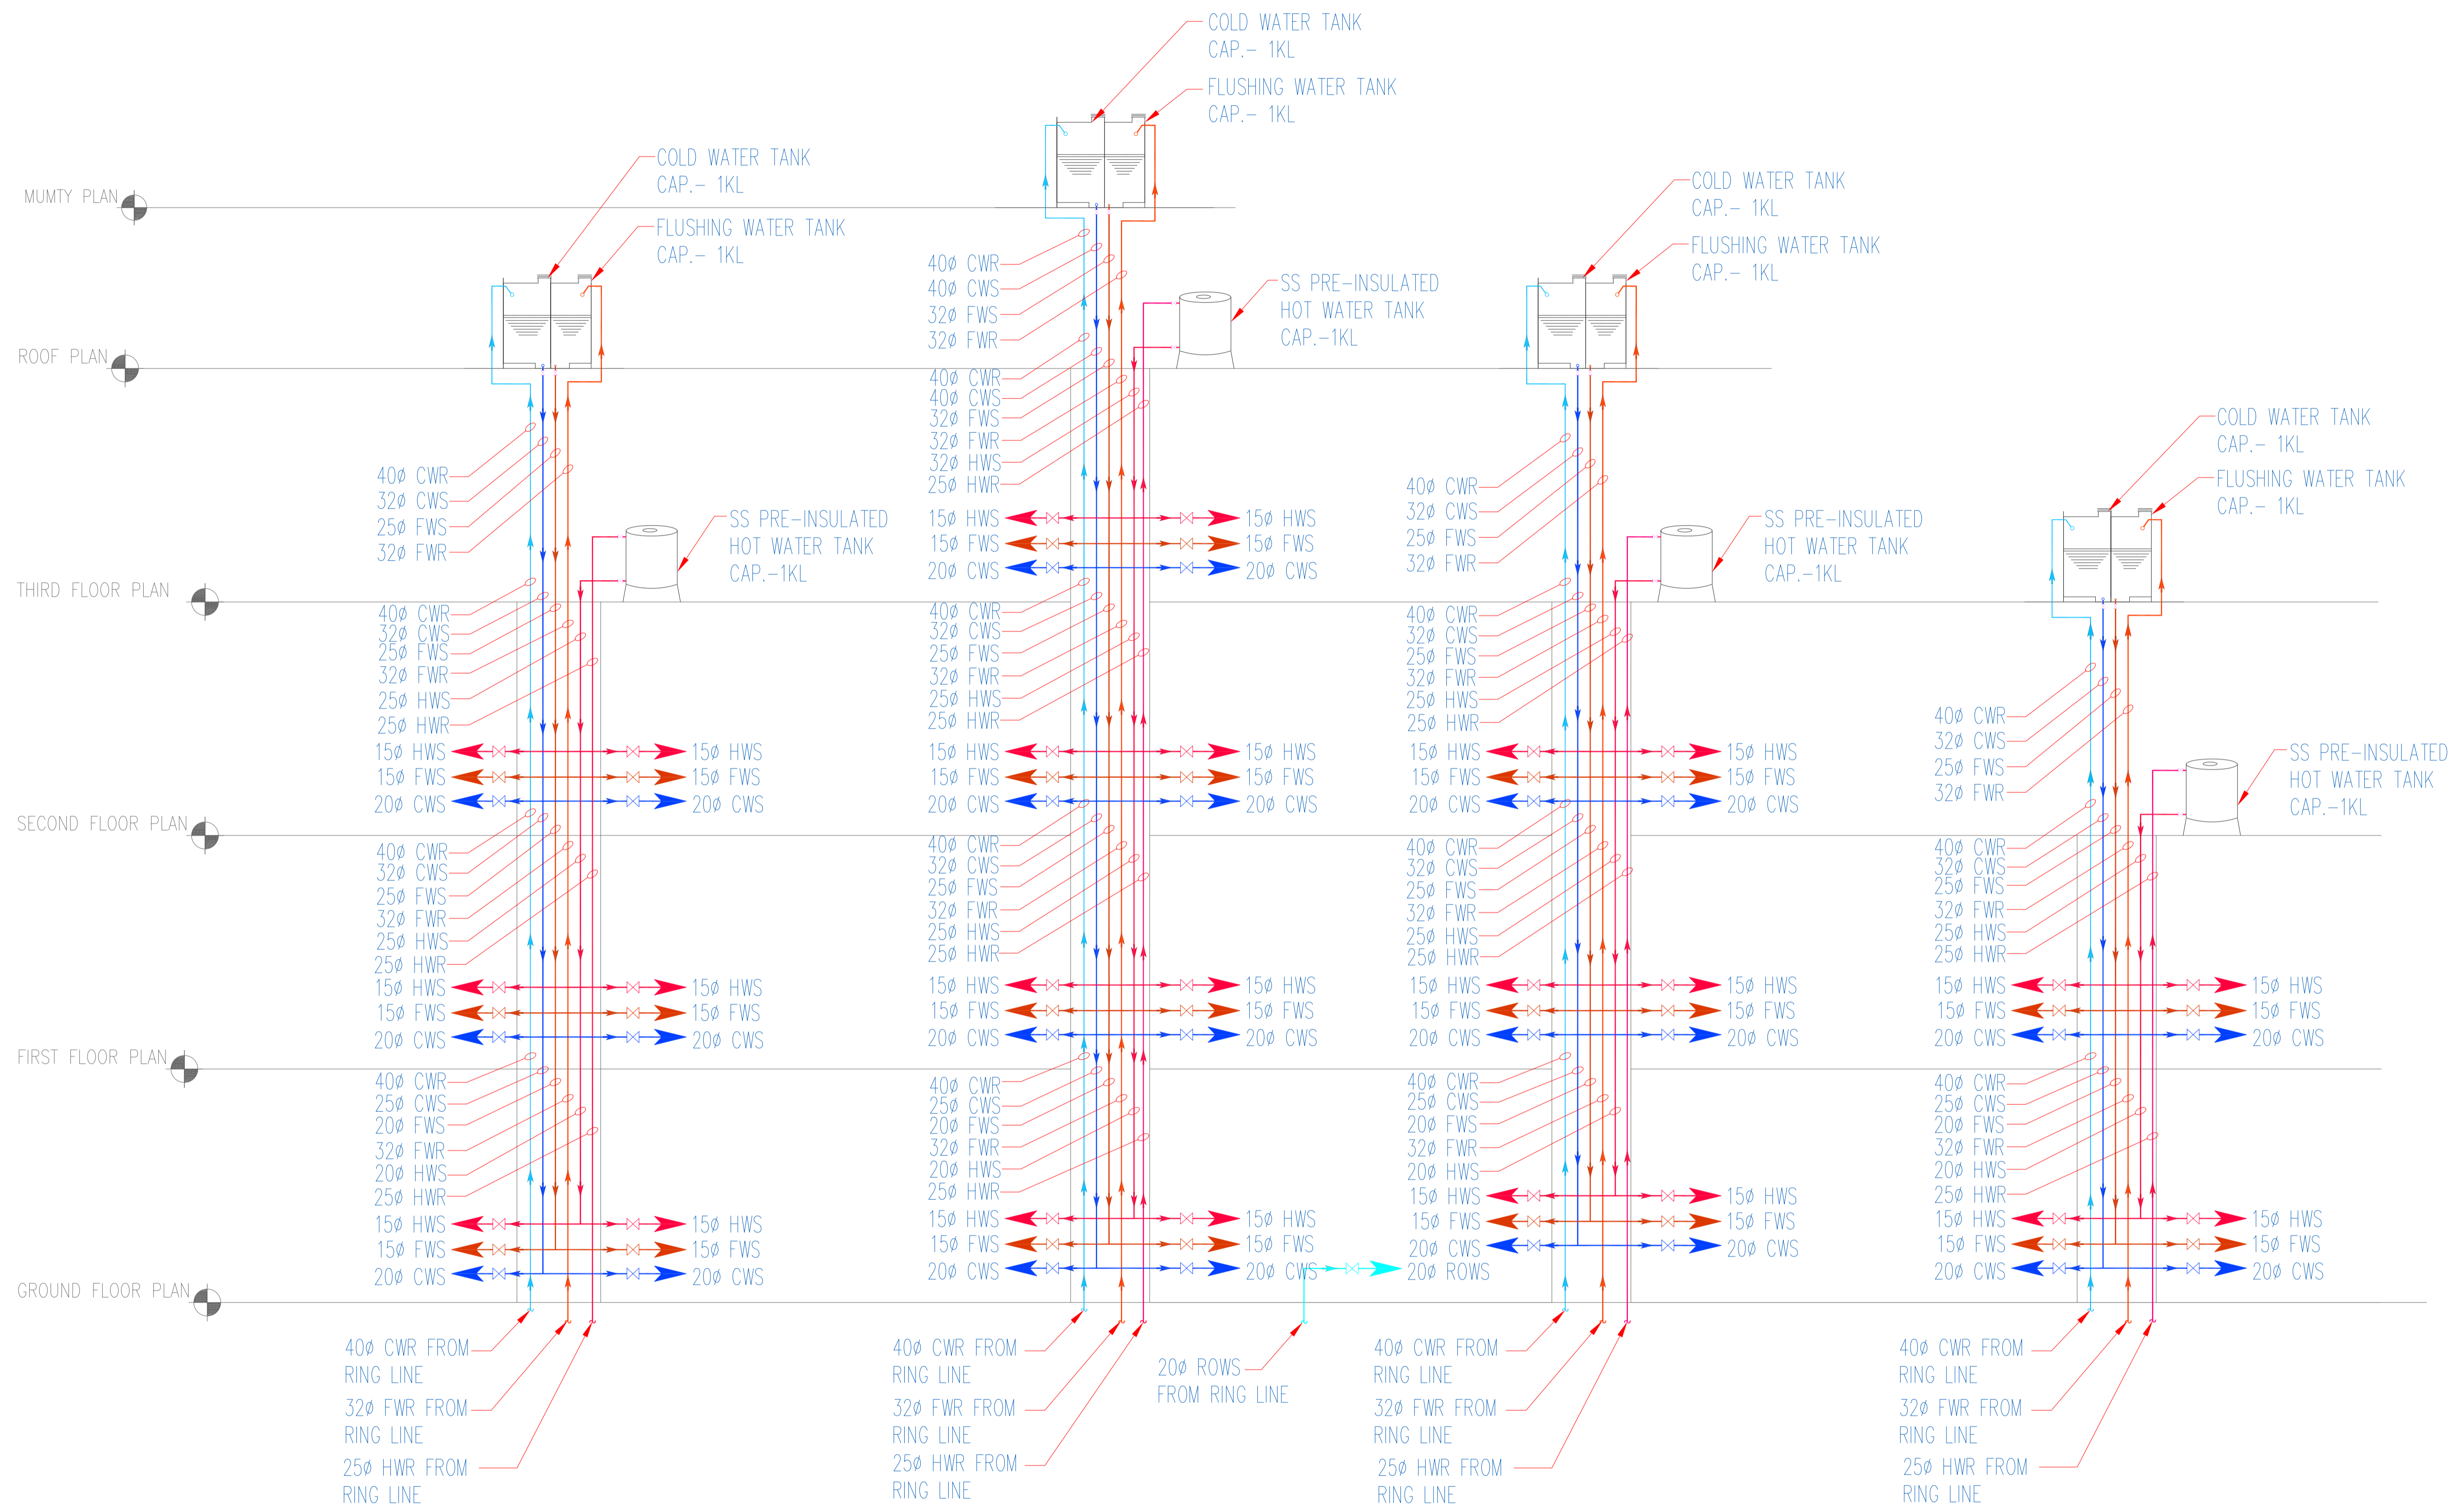 COLD WATER TANK
CAP.- 1KL
FLUSHING WATER TANK
CAP.- 1KL
MUMTY PLAN
COLD WATER TANK
CAP.- 1KL
FLUSHING WATER TANK
CAP.- 1KL
COLD WATER TANK
CAP.- 1KL
FLUSHING WATER TANK
CAP.- 1KL
40ø CWR
40ø CWS
32ø FWS
32ø FWR
SS PRE-INSULATED
HOT WATER TANK
CAP.-1KL
ROOF PLAN
40ø CWR
40ø CWS
32ø FWS
32ø FWR
32ø HWS
25ø HWR
COLD WATER TANK
CAP.- 1KL
FLUSHING WATER TANK
CAP.- 1KL
40ø CWR
32ø CWS
25ø FWS
32ø FWR
SS PRE-INSULATED
HOT WATER TANK
CAP.-1KL
15ø HWS
15ø FWS
20ø CWS
15ø HWS
15ø FWS
20ø CWS
40ø CWR
32ø CWS
25ø FWS
32ø FWR
SS PRE-INSULATED
HOT WATER TANK
CAP.-1KL
THIRD FLOOR PLAN
40ø CWR
32ø CWS
25ø FWS
32ø FWR
25ø HWS
25ø HWR
40ø CWR
32ø CWS
25ø FWS
32ø FWR
25ø HWS
25ø HWR
40ø CWR
32ø CWS
25ø FWS
32ø FWR
25ø HWS
25ø HWR
40ø CWR
32ø CWS
25ø FWS
32ø FWR
SS PRE-INSULATED
HOT WATER TANK
CAP.-1KL
15ø HWS
15ø FWS
20ø CWS
15ø HWS
15ø FWS
20ø CWS
15ø HWS
15ø FWS
20ø CWS
15ø HWS
15ø FWS
20ø CWS
15ø HWS
15ø FWS
20ø CWS
15ø HWS
15ø FWS
20ø CWS
SECOND FLOOR PLAN
40ø CWR
32ø CWS
25ø FWS
32ø FWR
25ø HWS
25ø HWR
40ø CWR
32ø CWS
25ø FWS
32ø FWR
25ø HWS
25ø HWR
40ø CWR
32ø CWS
25ø FWS
32ø FWR
25ø HWS
25ø HWR
40ø CWR
32ø CWS
25ø FWS
32ø FWR
25ø HWS
25ø HWR
15ø HWS
15ø FWS
20ø CWS
15ø HWS
15ø FWS
20ø CWS
15ø HWS
15ø FWS
20ø CWS
15ø HWS
15ø FWS
20ø CWS
15ø HWS
15ø FWS
20ø CWS
15ø HWS
15ø FWS
20ø CWS
15ø HWS
15ø FWS
20ø CWS
15ø HWS
15ø FWS
20ø CWS
FIRST FLOOR PLAN
40ø CWR
25ø CWS
20ø FWS
32ø FWR
20ø HWS
25ø HWR
40ø CWR
25ø CWS
20ø FWS
32ø FWR
20ø HWS
25ø HWR
40ø CWR
25ø CWS
20ø FWS
32ø FWR
20ø HWS
40ø CWR
25ø CWS
20ø FWS
32ø FWR
20ø HWS
25ø HWR
15ø HWS
15ø FWS
20ø CWS
15ø HWS
15ø FWS
20ø CWS
15ø HWS
15ø FWS
20ø CWS
15ø HWS
15ø FWS
20ø CWS
20ø ROWS
15ø HWS
15ø FWS
20ø CWS
15ø HWS
15ø FWS
20ø CWS
15ø HWS
15ø FWS
20ø CWS
15ø HWS
15ø FWS
20ø CWS
GROUND FLOOR PLAN
40ø CWR FROM
RING LINE
32ø FWR FROM
RING LINE
25ø HWR FROM
RING LINE
40ø CWR FROM
RING LINE
32ø FWR FROM
RING LINE
25ø HWR FROM
RING LINE
20ø ROWS
FROM RING LINE
40ø CWR FROM
RING LINE
32ø FWR FROM
RING LINE
25ø HWR FROM
RING LINE
40ø CWR FROM
RING LINE
32ø FWR FROM
RING LINE
25ø HWR FROM
RING LINE